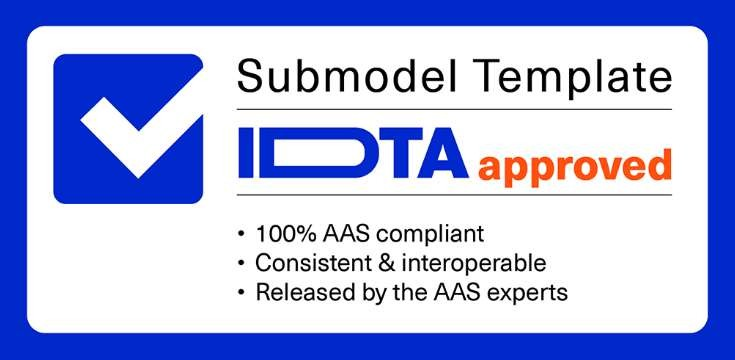 Submodel Template
IDTA approved
• 100% AAS compliant
• Consistent & interoperable
• Released by the AAS experts